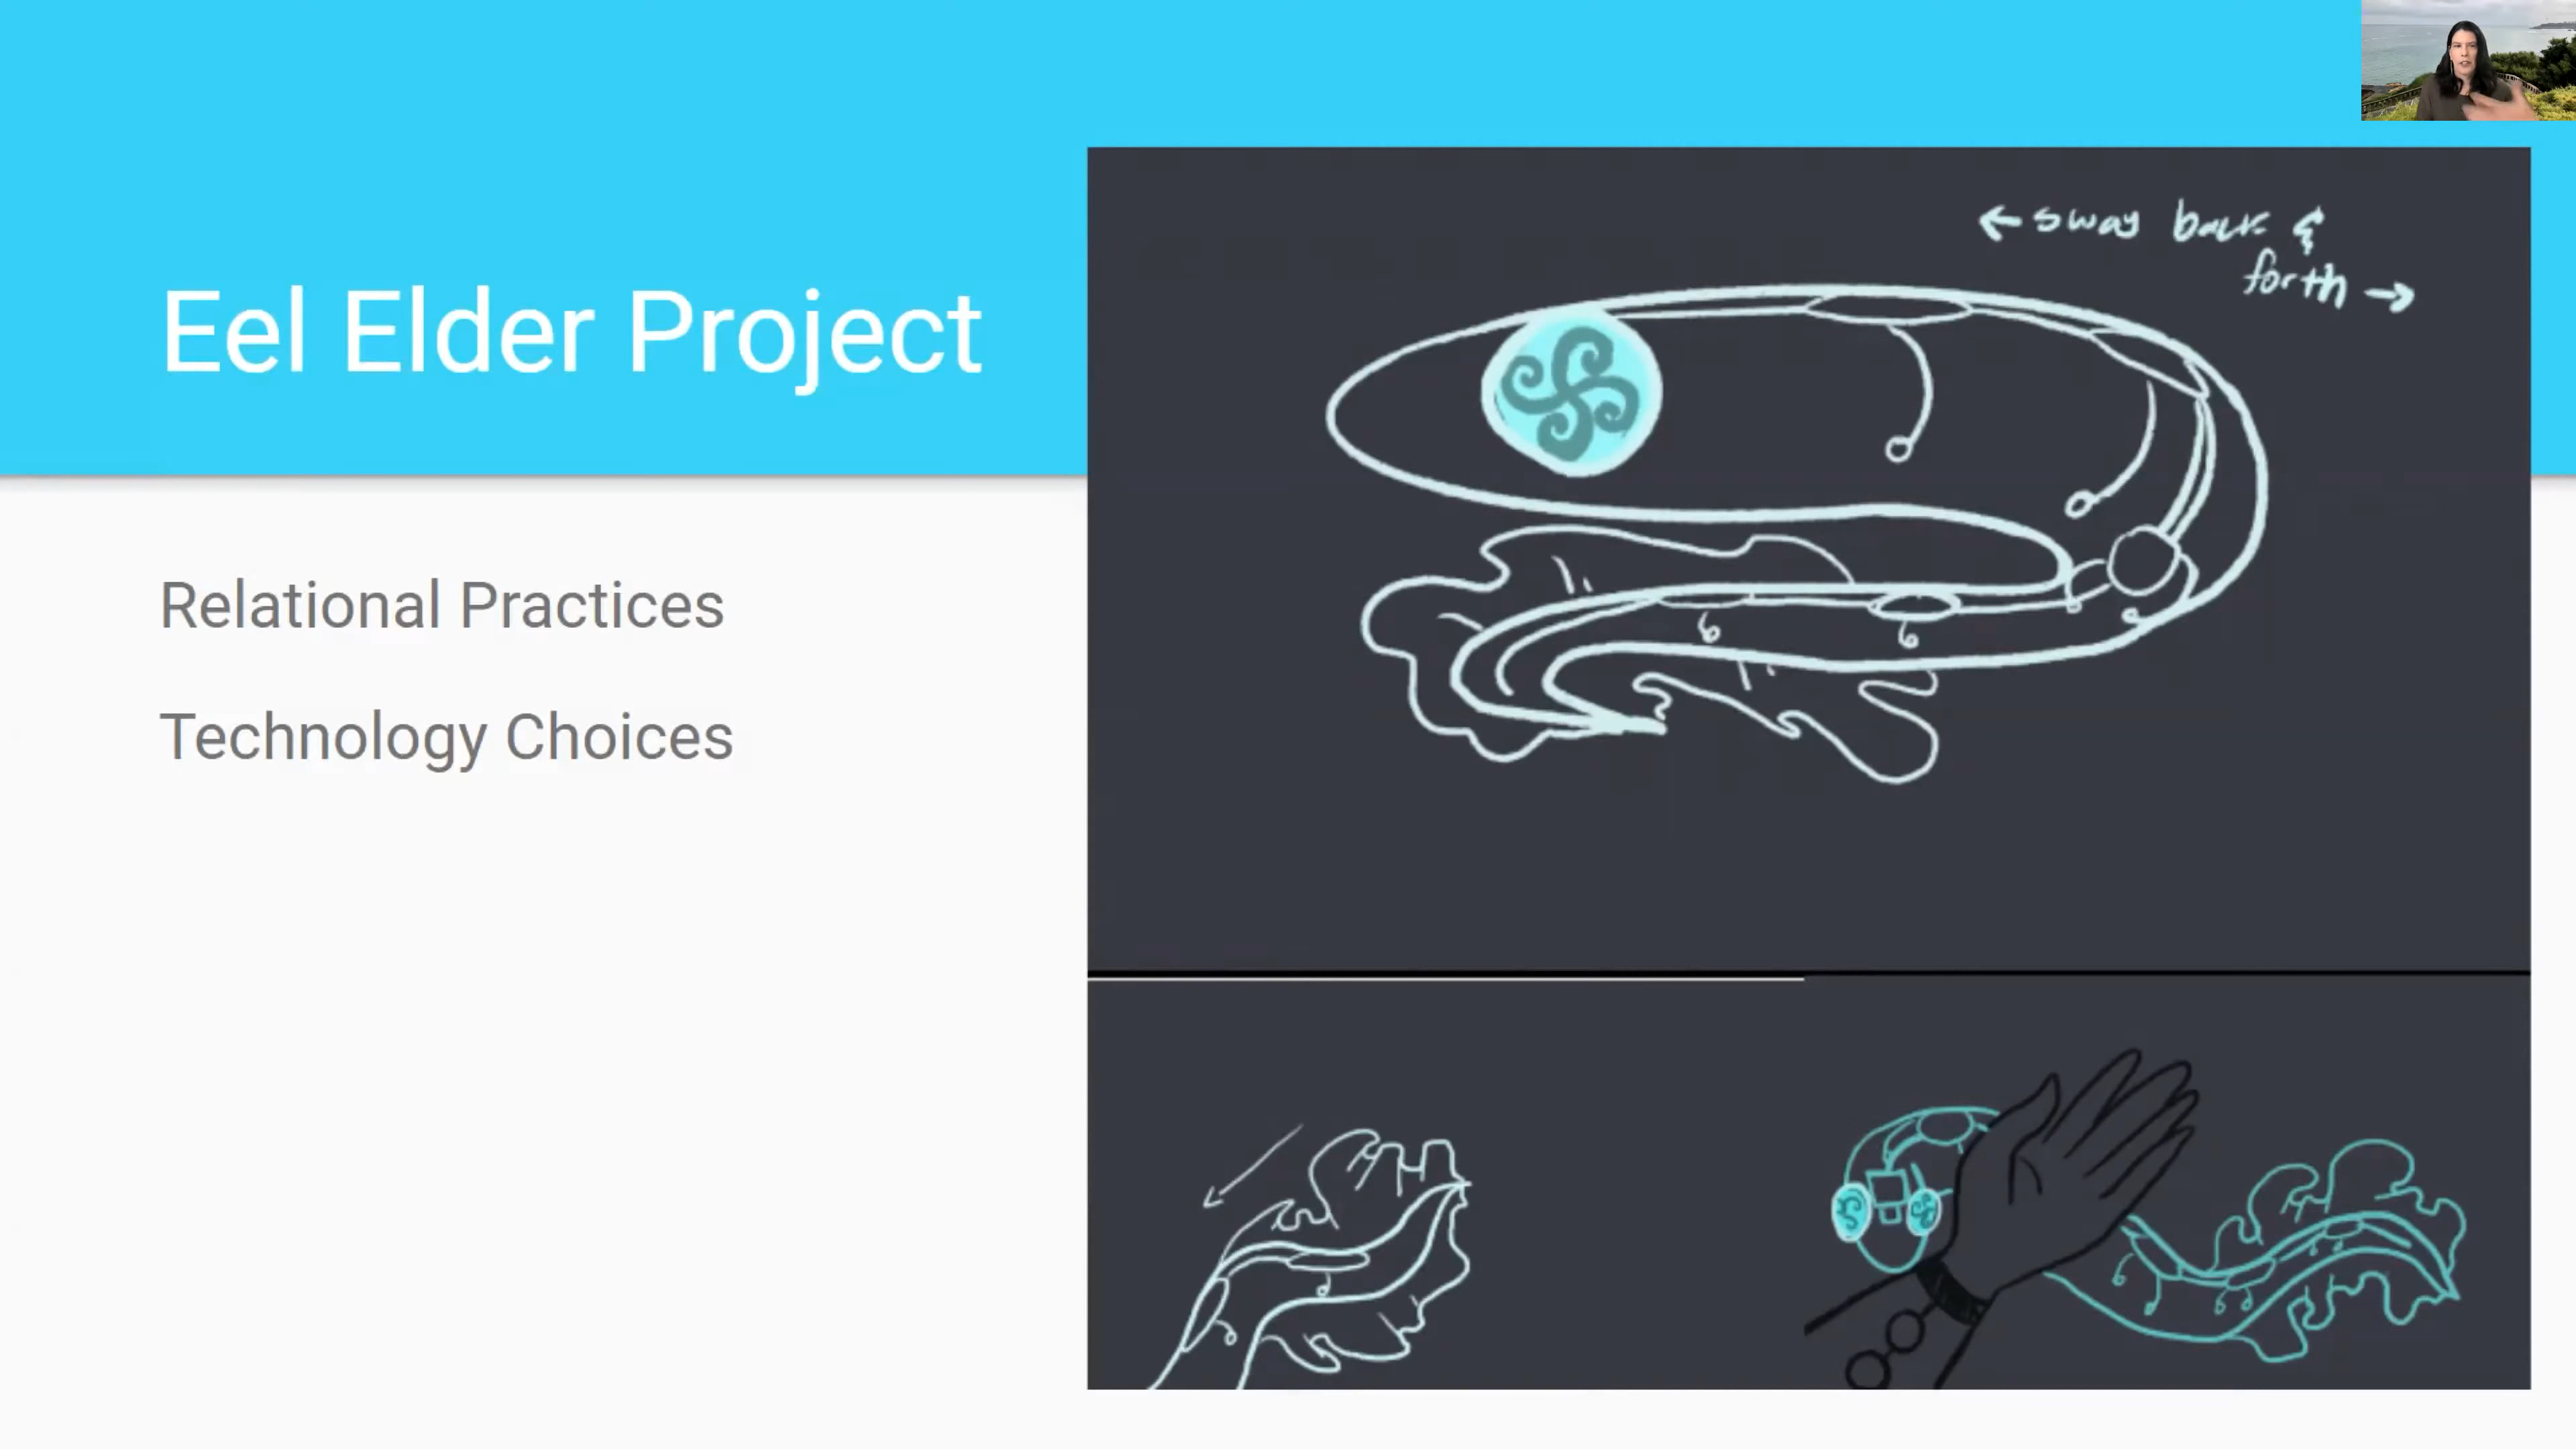 Eel Elder Project
Relational Practices
Technology Choices
← sway back &
forth →